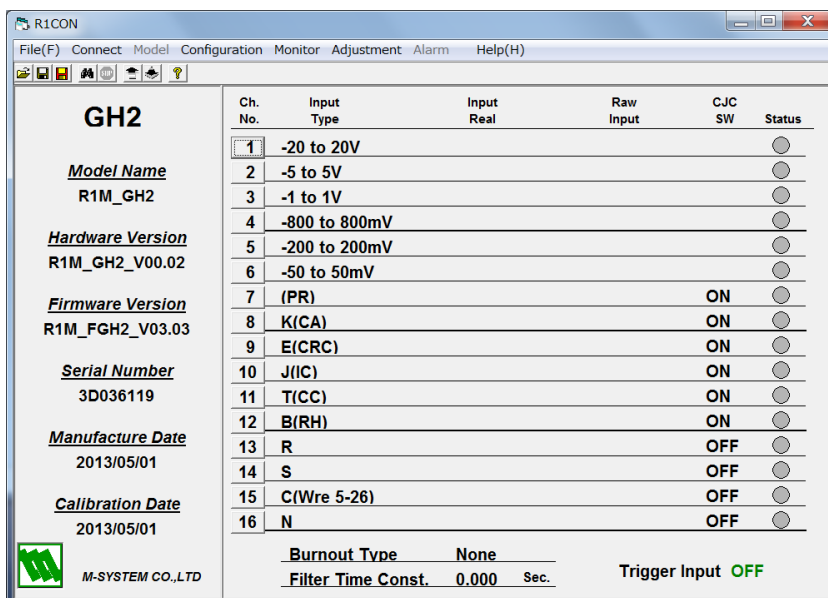 R1CON
File(F) Connect Model Configuration Monitor Adjustment Alarm Help(H)
GH2
Model Name
R1M_GH2
Hardware Version
R1M_GH2_V00.02
Firmware Version
R1M_FGH2_V03.03
Serial Number
3D036119
Manufacture Date
2013/05/01
Calibration Date
2013/05/01
M-SYSTEM CO.,LTD
Ch. No. Input Type Input Real Raw Input CJC SW Status
1 -20 to 20V
2 -5 to 5V
3 -1 to 1V
4 -800 to 800mV
5 -200 to 200mV
6 -50 to 50mV
7 (PR) ON
8 K(CA) ON
9 E(CRC) ON
10 J(IC) ON
11 T(CC) ON
12 B(RH) ON
13 R OFF
14 S OFF
15 C(Wre 5-26) OFF
16 N OFF
Burnout Type None
Filter Time Const. 0.000 Sec.
Trigger Input OFF